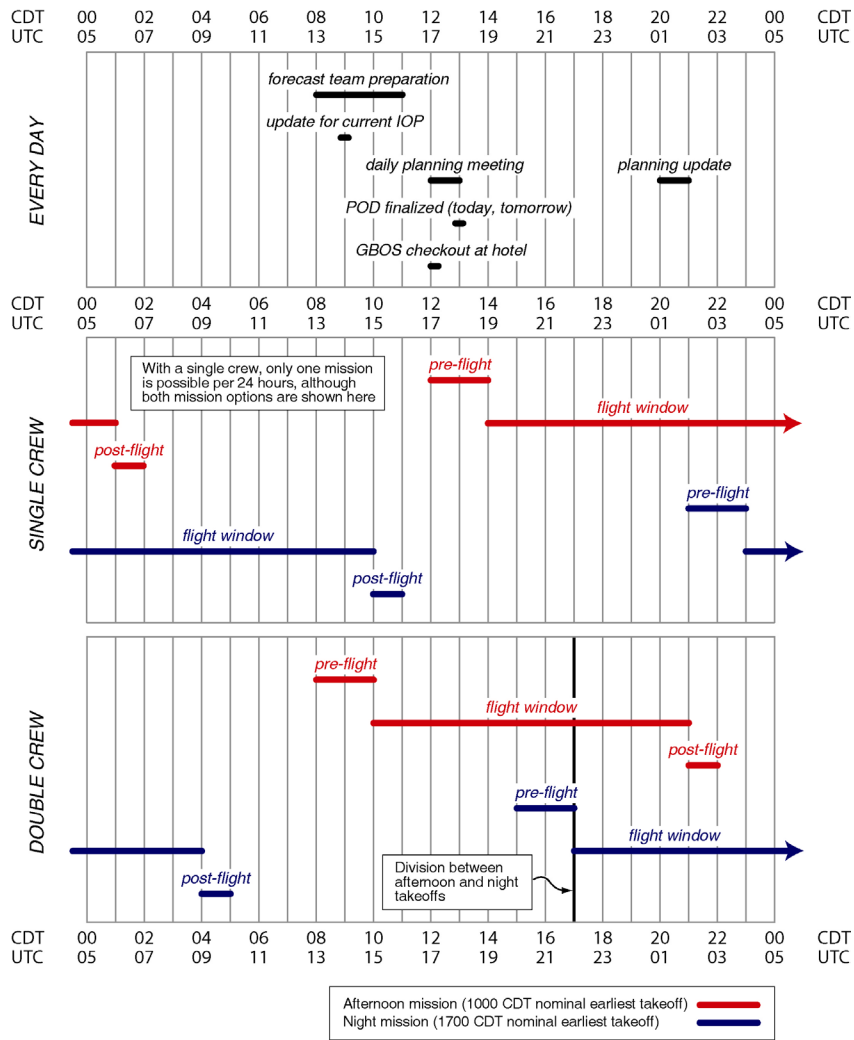 CDT 00 02 04 06 08 10 12 14 16 18 20 22 00 CDT
UTC 05 07 09 11 13 15 17 19 21 23 01 03 05 UTC
EVERY DAY
forecast team preparation
update for current IOP
daily planning meeting
planning update
POD finalized (today, tomorrow)
GBOS checkout at hotel
CDT 00 02 04 06 08 10 12 14 16 18 20 22 00 CDT
UTC 05 07 09 11 13 15 17 19 21 23 01 03 05 UTC
SINGLE CREW
With a single crew, only one mission
is possible per 24 hours, although
both mission options are shown here
pre-flight
flight window
post-flight
pre-flight
flight window
post-flight
DOUBLE CREW
pre-flight
flight window
post-flight
pre-flight
flight window
post-flight
Division between
afternoon and night
takeoffs
CDT 00 02 04 06 08 10 12 14 16 18 20 22 00 CDT
UTC 05 07 09 11 13 15 17 19 21 23 01 03 05 UTC
Afternoon mission (1000 CDT nominal earliest takeoff)
Night mission (1700 CDT nominal earliest takeoff)